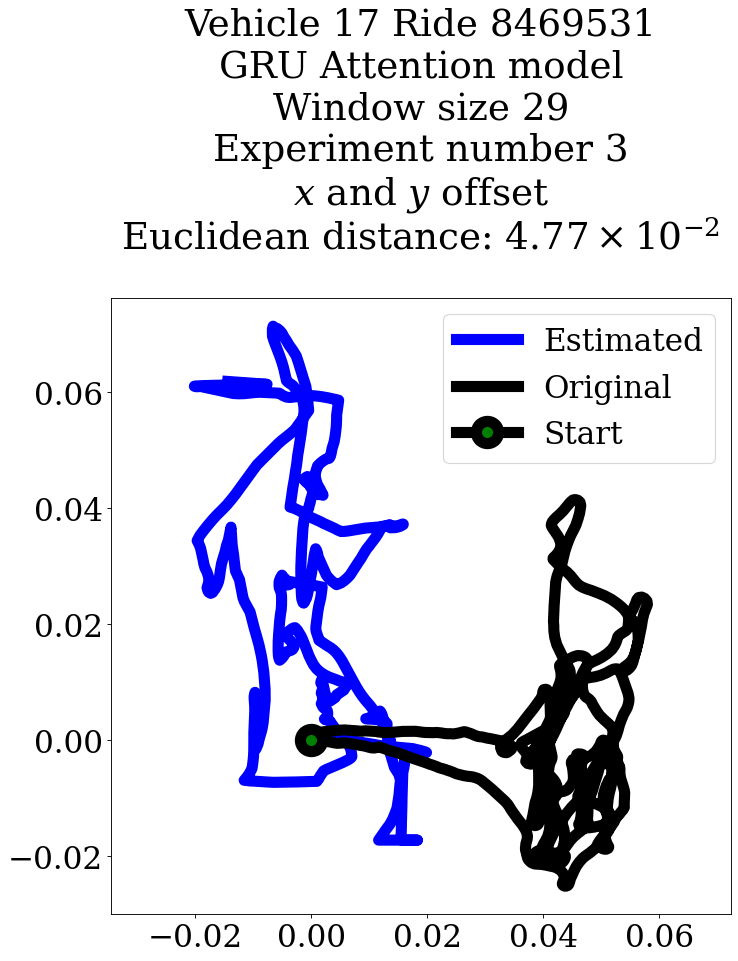 Vehicle 17 Ride 8469531
GRU Attention model
Window size 29
Experiment number 3
x and y offset
Euclidean distance: 4.77 × 10⁻²
Estimated
Original
Start
0.06
0.04
0.02
0.00
−0.02
−0.02 0.00 0.02 0.04 0.06